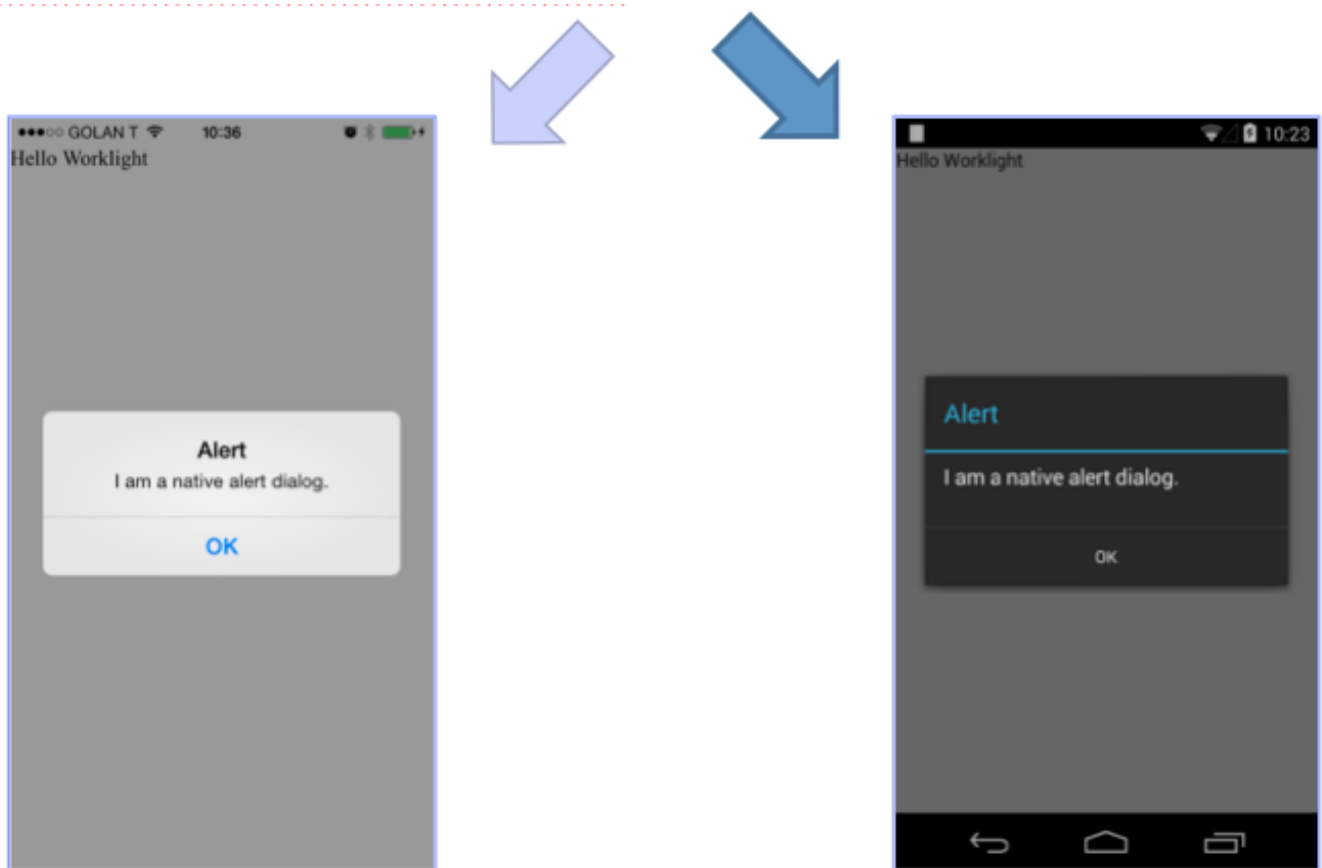 GOLAN T 10:36
Hello Worklight
Alert
I am a native alert dialog.
OK
10:23
Hello Worklight
Alert
I am a native alert dialog.
OK